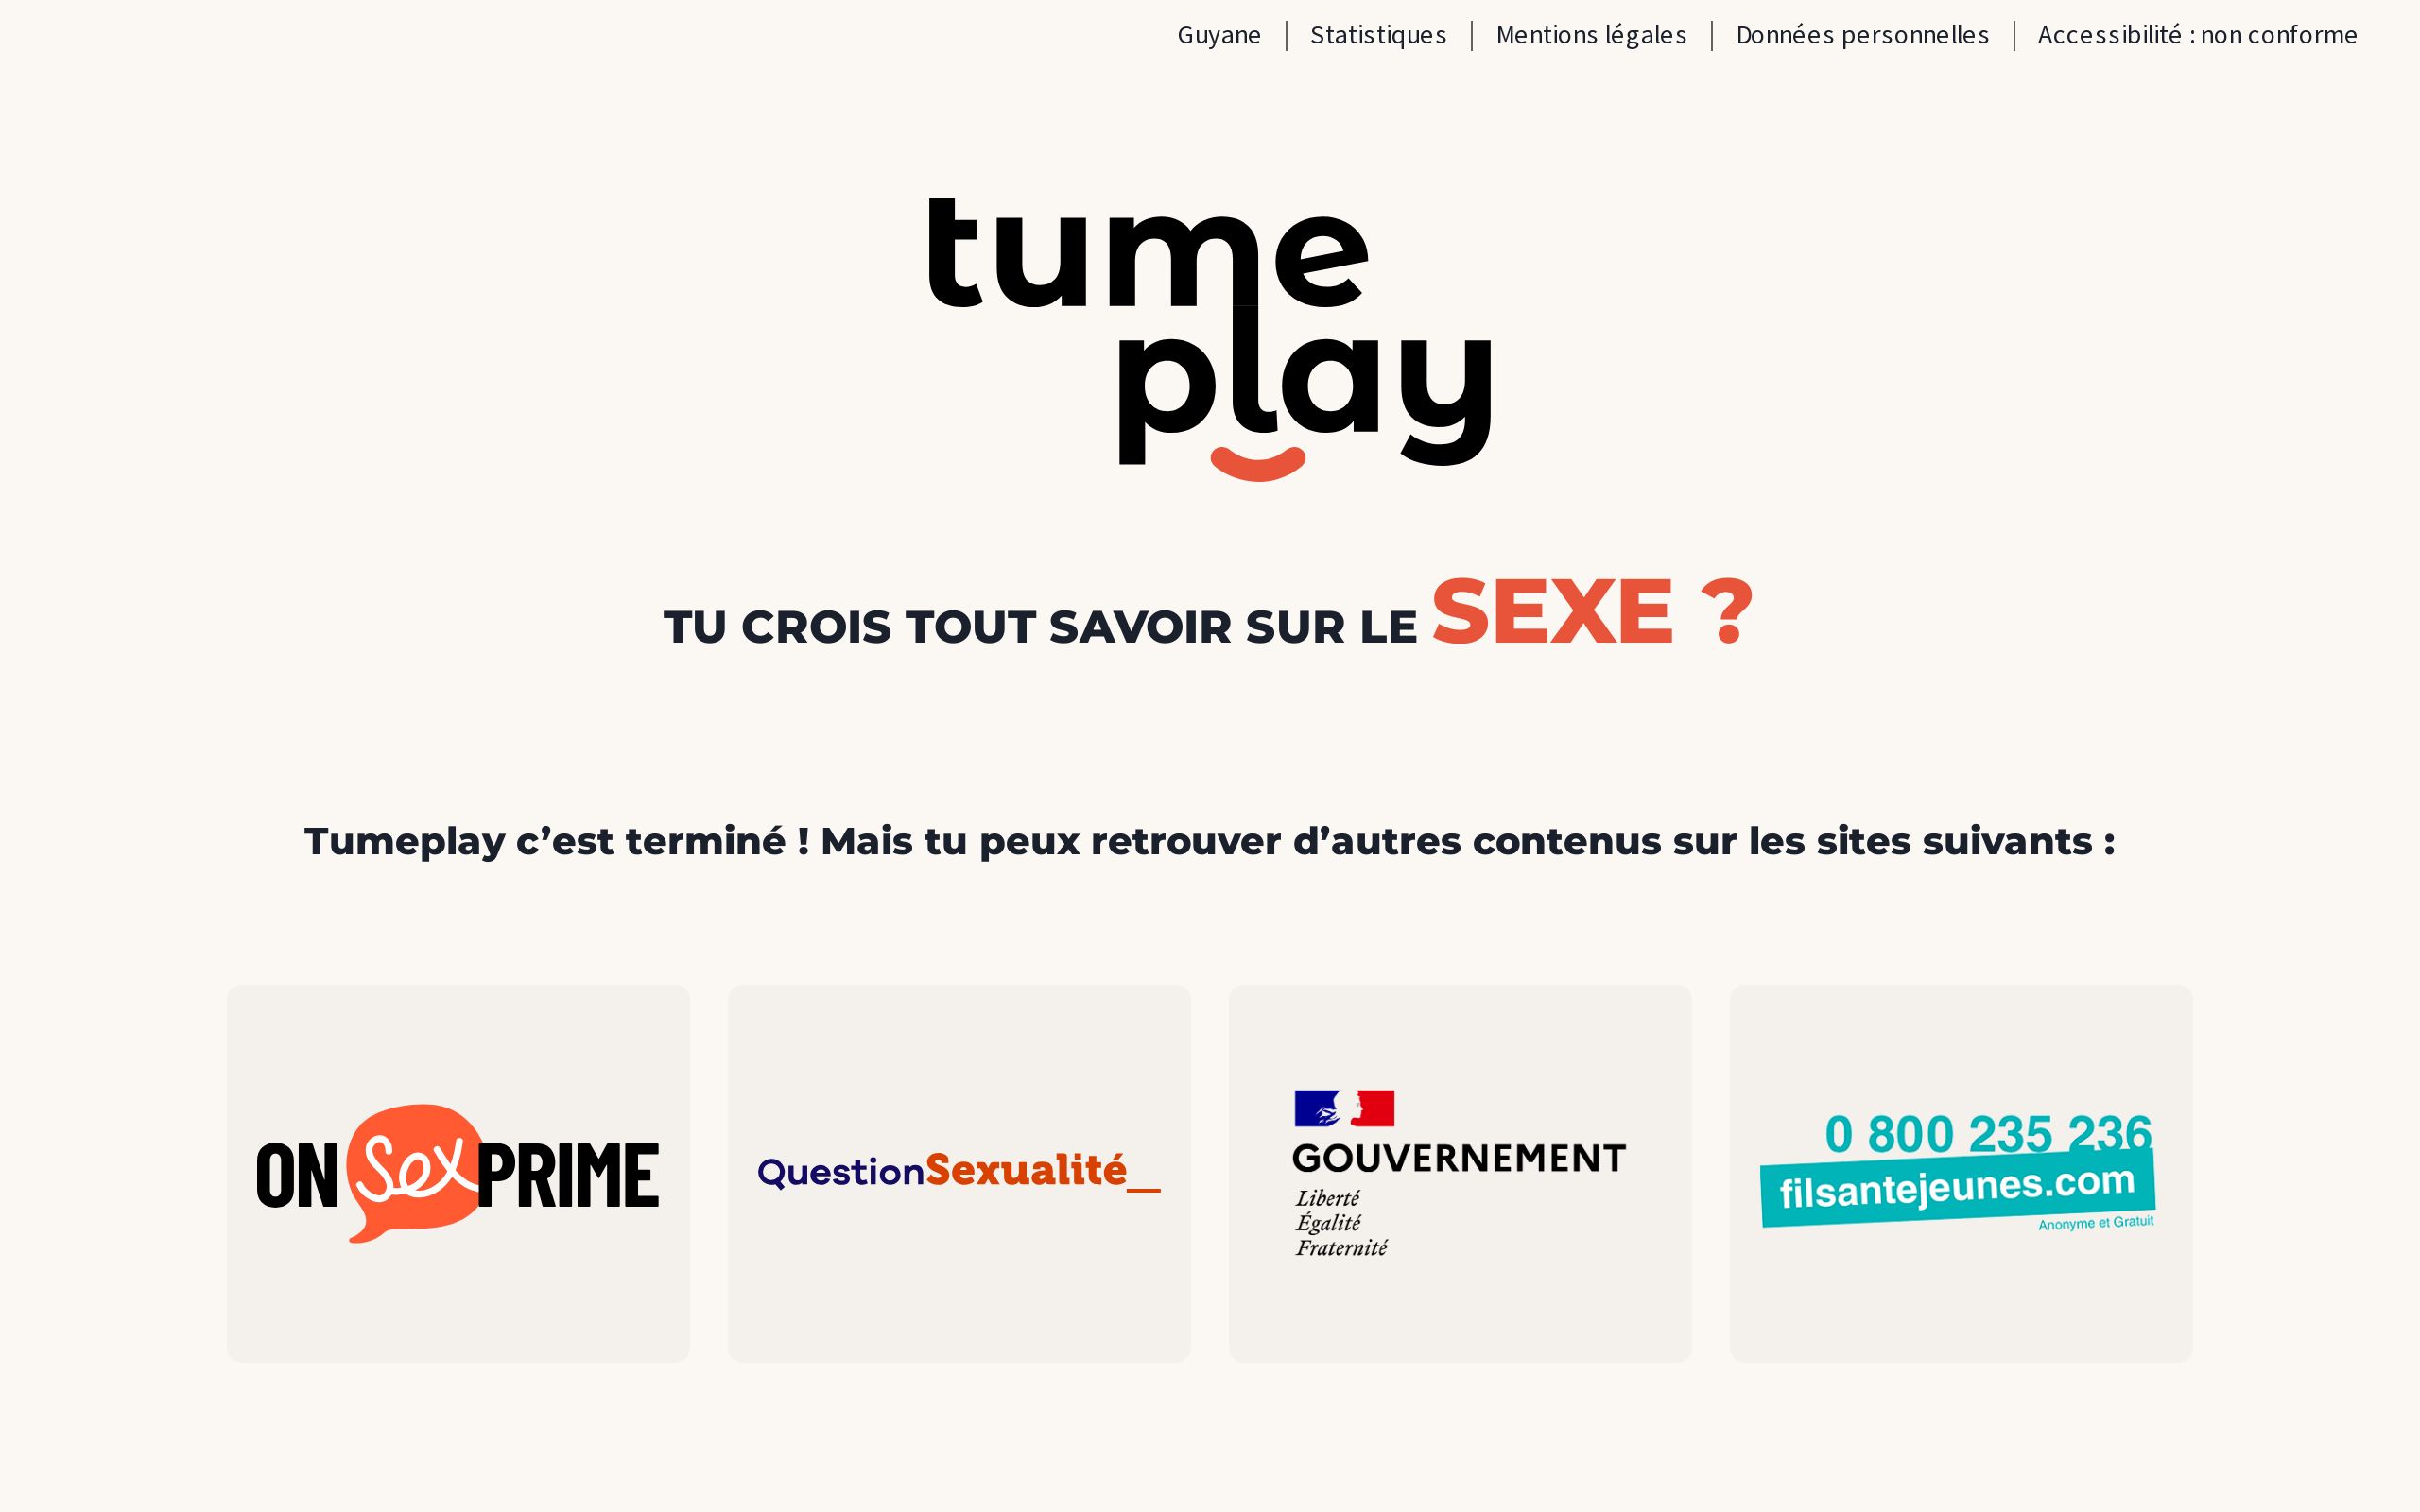 Guyane
Statistiques
Mentions légales
Données personnelles
Accessibilité : non conforme
tume
play
TU CROIS TOUT SAVOIR SUR LE SEXE ?
Tumeplay c’est terminé ! Mais tu peux retrouver d’autres contenus sur les sites suivants :
ON Sex PRIME
QuestionSexualité_
GOUVERNEMENT
Liberté
Égalité
Fraternité
0 800 235 236
filsantejeunes.com
Anonyme et Gratuit